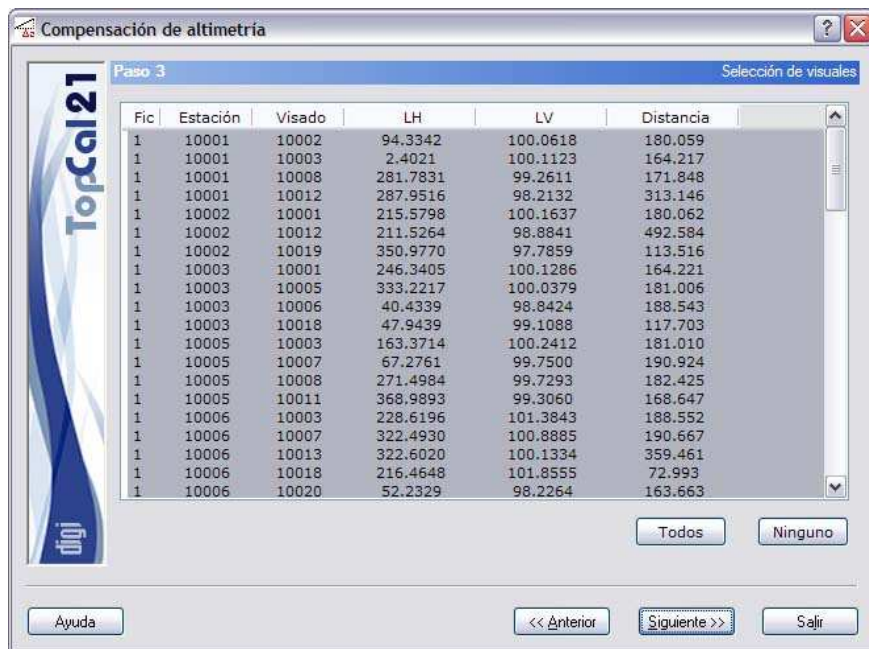 Compensación de altimetría
TopCal21
digi
Paso 3 Selección de visuales
Fic Estación Visado LH LV Distancia
1 10001 10002 94.3342 100.0618 180.059
1 10001 10003 2.4021 100.1123 164.217
1 10001 10008 281.7831 99.2611 171.848
1 10001 10012 287.9516 98.2132 313.146
1 10002 10001 215.5798 100.1637 180.062
1 10002 10012 211.5264 98.8841 492.584
1 10002 10019 350.9770 97.7859 113.516
1 10003 10001 246.3405 100.1286 164.221
1 10003 10005 333.2217 100.0379 181.006
1 10003 10006 40.4339 98.8424 188.543
1 10003 10018 47.9439 99.1088 117.703
1 10005 10003 163.3714 100.2412 181.010
1 10005 10007 67.2761 99.7500 190.924
1 10005 10008 271.4984 99.7293 182.425
1 10005 10011 368.9893 99.3060 168.647
1 10006 10003 228.6196 101.3843 188.552
1 10006 10007 322.4930 100.8885 190.667
1 10006 10013 322.6020 100.1334 359.461
1 10006 10018 216.4648 101.8555 72.993
1 10006 10020 52.2329 98.2264 163.663
Todos Ninguno
Ayuda << Anterior Siguiente >> Salir